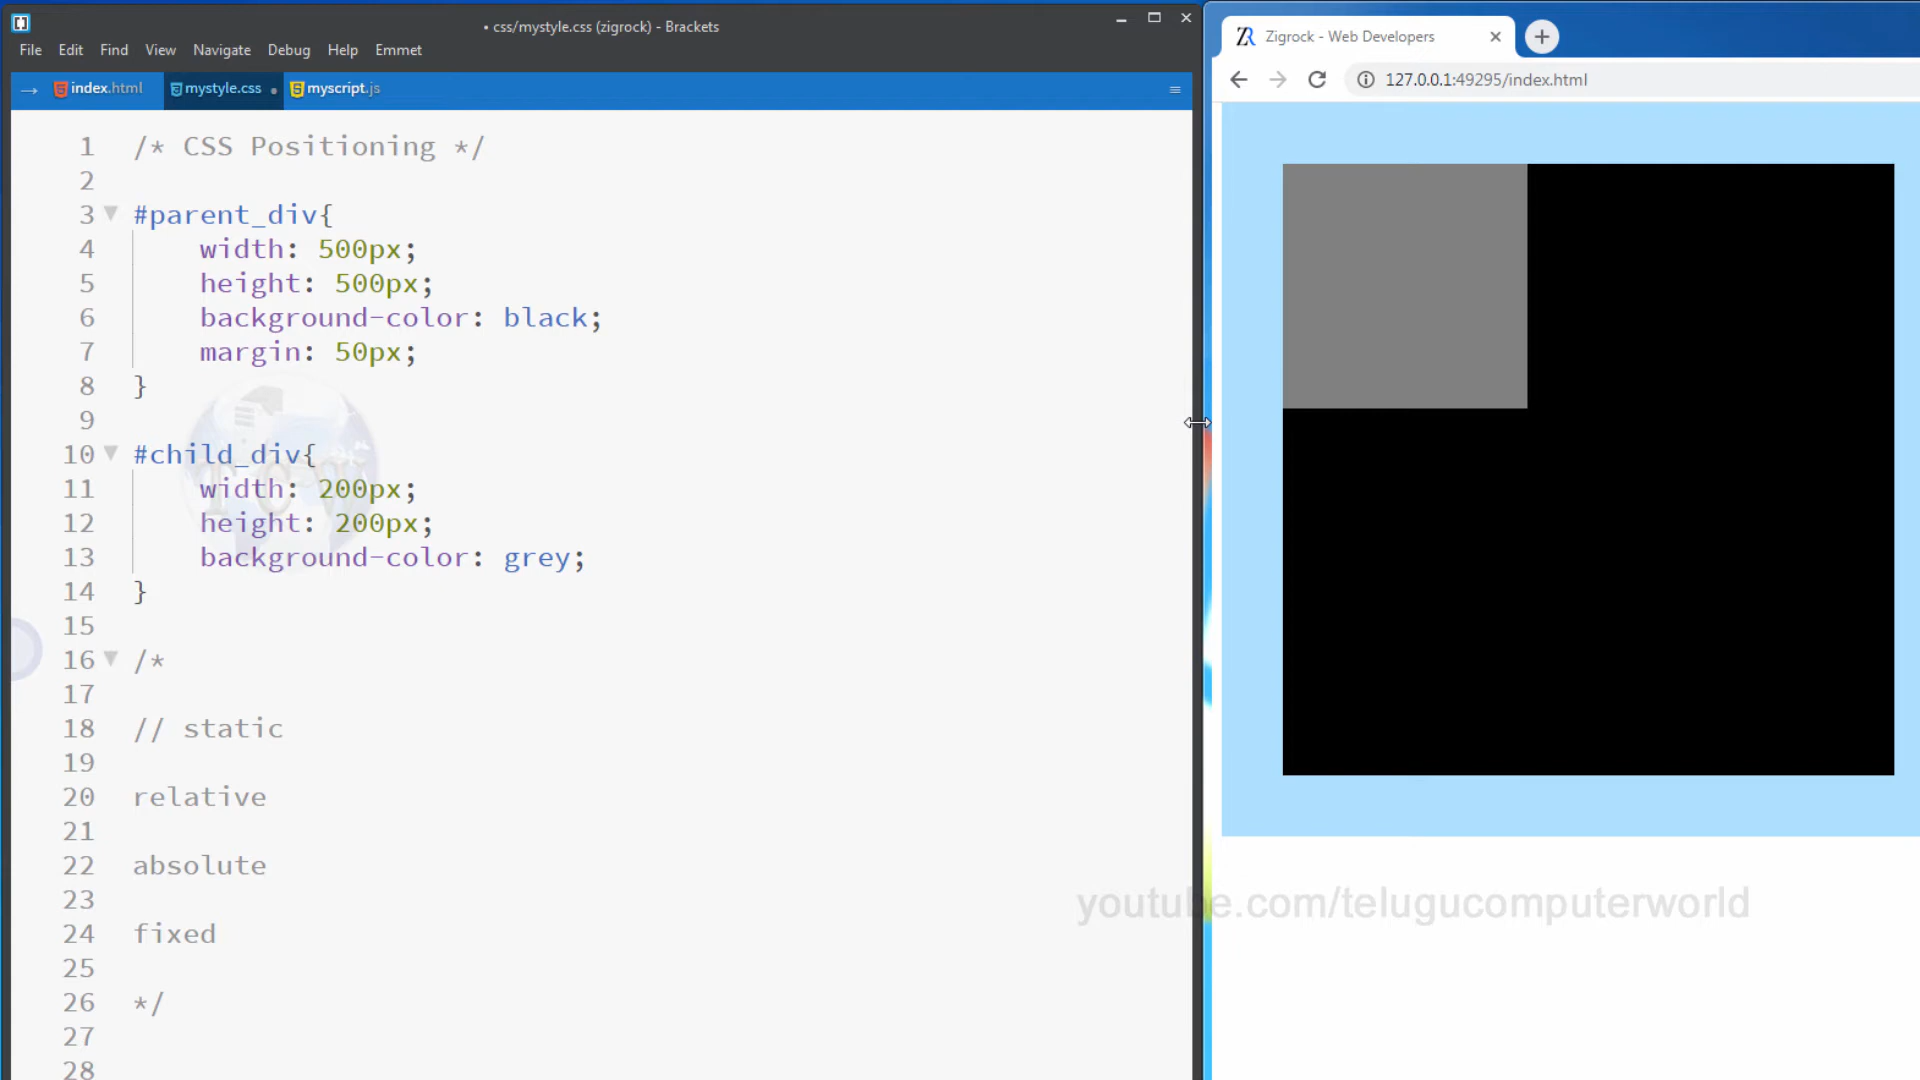 • css/mystyle.css (zigrock) - Brackets
File Edit Find View Navigate Debug Help Emmet
index.html mystyle.css • myscript.js
1 /* CSS Positioning */
2
3 #parent_div{
4 width: 500px;
5 height: 500px;
6 background-color: black;
7 margin: 50px;
8 }
9
10 #child_div{
11 width: 200px;
12 height: 200px;
13 background-color: grey;
14 }
15
16 /*
17
18 // static
19
20 relative
21
22 absolute
23
24 fixed
25
26 */
27
28
TCW
Zigrock - Web Developers
127.0.0.1:49295/index.html
youtube.com/telugucomputerworld